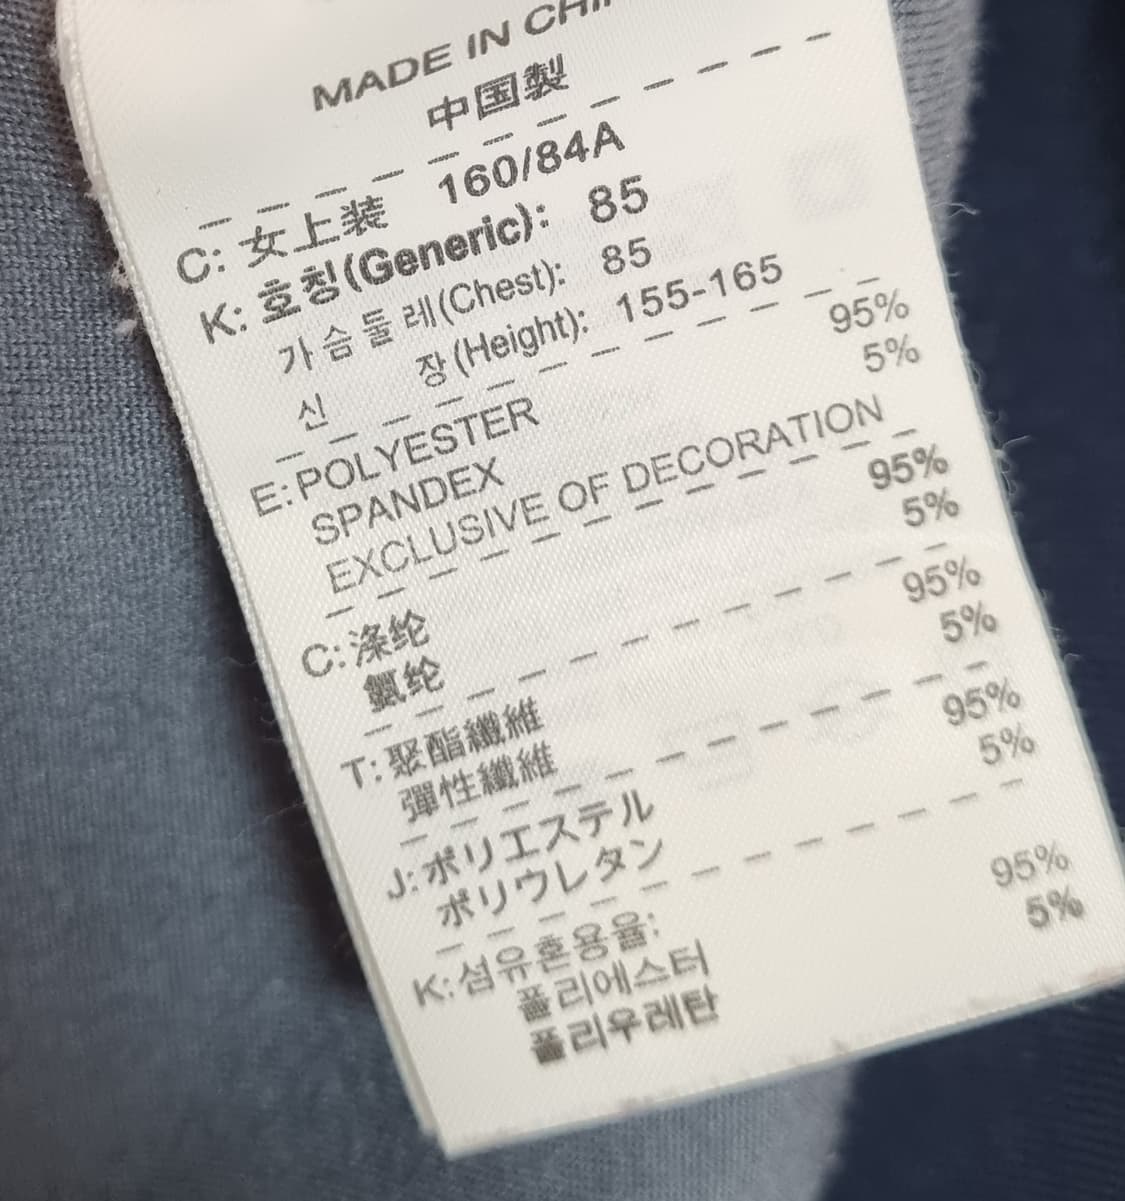 MADE IN CHI
中国製
C: 女上装 160/84A
K: 호칭(Generic): 85
가슴둘레(Chest): 85
신 장(Height): 155-165
E: POLYESTER 95%
SPANDEX 5%
EXCLUSIVE OF DECORATION
C: 涤纶 95%
氨纶 5%
T: 聚酯纖維 95%
彈性纖維 5%
J: ポリエステル 95%
ポリウレタン 5%
K: 섬유혼용율:
폴리에스터 95%
폴리우레탄 5%